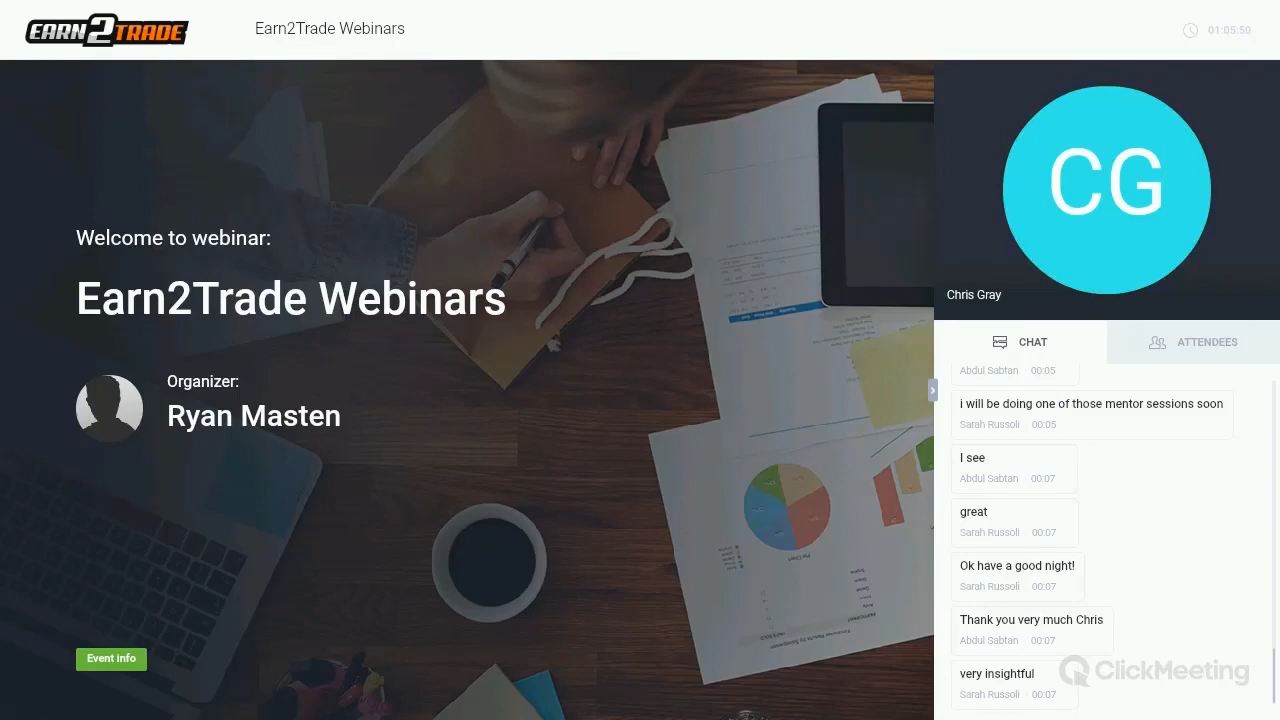 EARN2TRADE
Earn2Trade Webinars
01:05:50
Welcome to webinar:
Earn2Trade Webinars
Organizer:
Ryan Masten
Event info
CG
Chris Gray
CHAT
ATTENDEES
Abdul Sabtan 00:05
i will be doing one of those mentor sessions soon
Sarah Russoli 00:05
I see
Abdul Sabtan 00:07
great
Sarah Russoli 00:07
Ok have a good night!
Sarah Russoli 00:07
Thank you very much Chris
Abdul Sabtan 00:07
very insightful
Sarah Russoli 00:07
ClickMeeting
Pie Chart